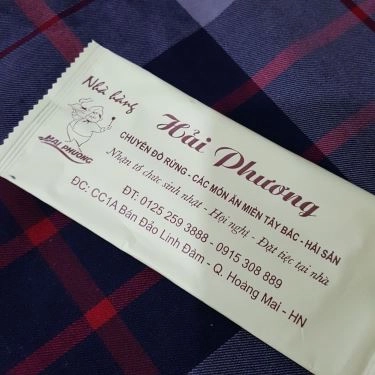 Nhà hàng
HẢI PHƯƠNG
Hải Phương
CHUYÊN ĐỒ RỪNG - CÁC MÓN ĂN MIỀN TÂY BẮC - HẢI SẢN
Nhận tổ chức sinh nhật - Hội nghị - Đặt tiệc tại nhà
ĐT: 0125 259 3888 - 0915 308 889
ĐC: CC1A Bán Đảo Linh Đàm - Q. Hoàng Mai - HN